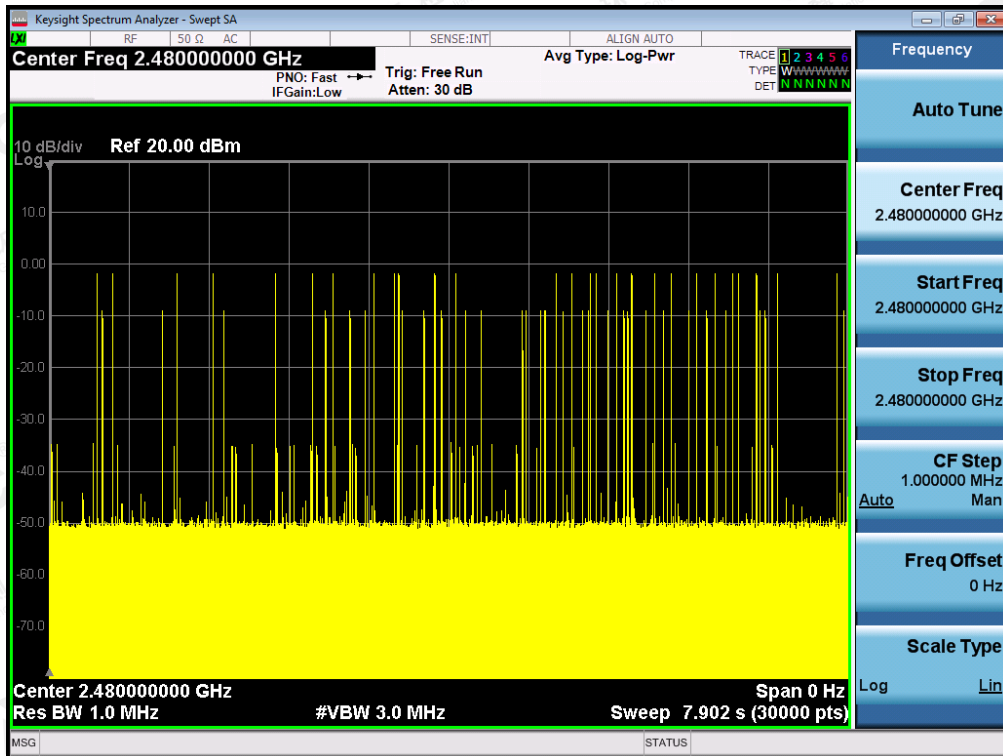 Keysight Spectrum Analyzer - Swept SA
LXI RF 50 Ω AC SENSE:INT ALIGN AUTO
Center Freq 2.480000000 GHz
PNO: Fast
IFGain:Low
Trig: Free Run
Atten: 30 dB
Avg Type: Log-Pwr
TRACE 1 2 3 4 5 6
TYPE WWWWWWW
DET N N N N N N
10 dB/div Ref 20.00 dBm
Log
10.0
0.00
-10.0
-20.0
-30.0
-40.0
-50.0
-60.0
-70.0
Center 2.480000000 GHz Span 0 Hz
Res BW 1.0 MHz #VBW 3.0 MHz Sweep 7.902 s (30000 pts)
MSG STATUS
Frequency
Auto Tune
Center Freq
2.480000000 GHz
Start Freq
2.480000000 GHz
Stop Freq
2.480000000 GHz
CF Step
1.000000 MHz
Auto Man
Freq Offset
0 Hz
Scale Type
Log Lin